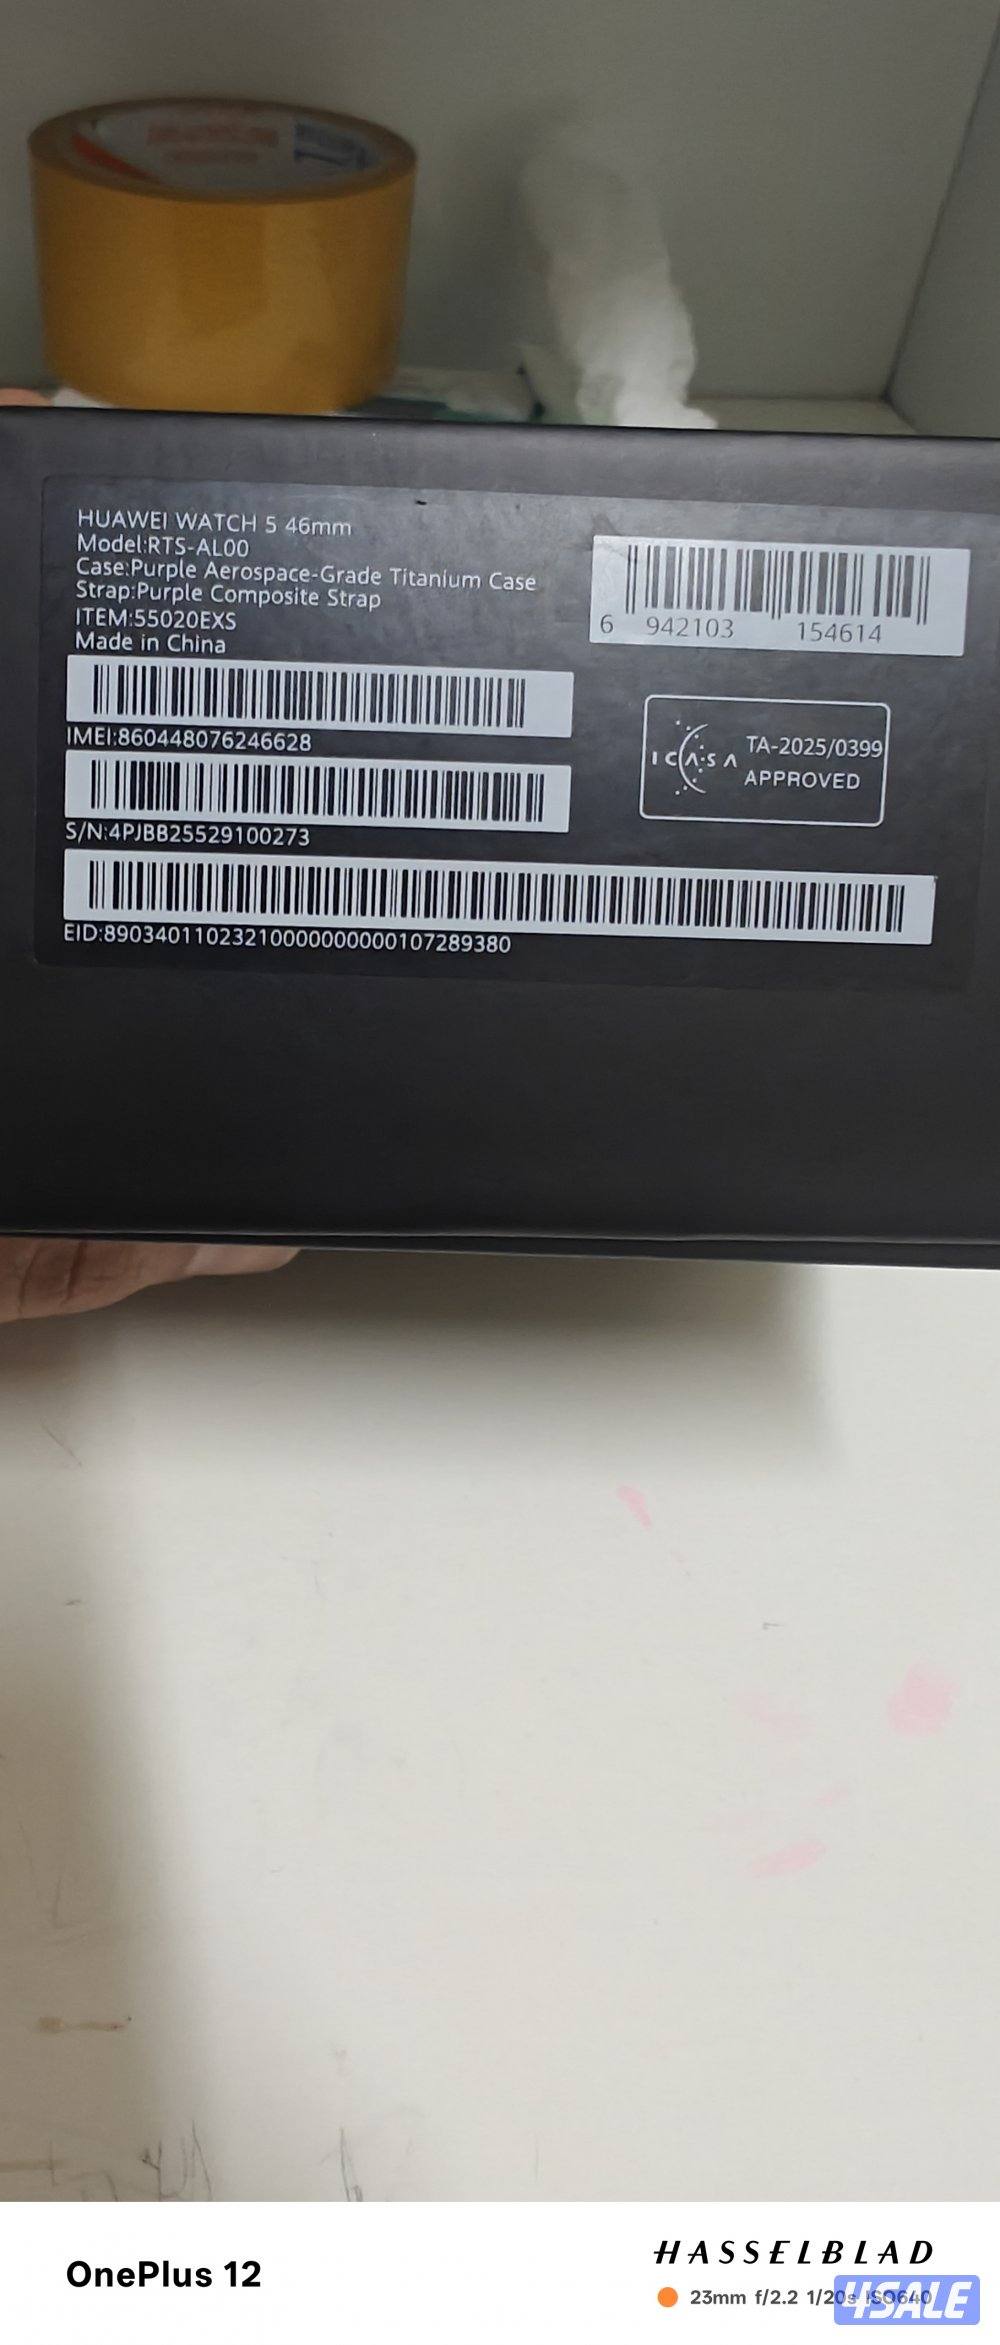 HUAWEI WATCH 5 46mm
Model:RTS-AL00
Case:Purple Aerospace-Grade Titanium Case
Strap:Purple Composite Strap
ITEM:55020EXS
Made in China
6 942103 154614
IMEI:860448076246628
ICASA TA-2025/0399
APPROVED
S/N:4PJBB25529100273
EID:89034011023210000000000107289380
OnePlus 12
HASSELBLAD
23mm f/2.2 1/20s ISO640
4SALE